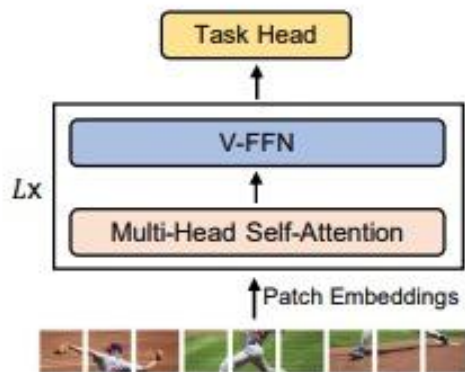 Task Head
V-FFN
Lx
Multi-Head Self-Attention
Patch Embeddings